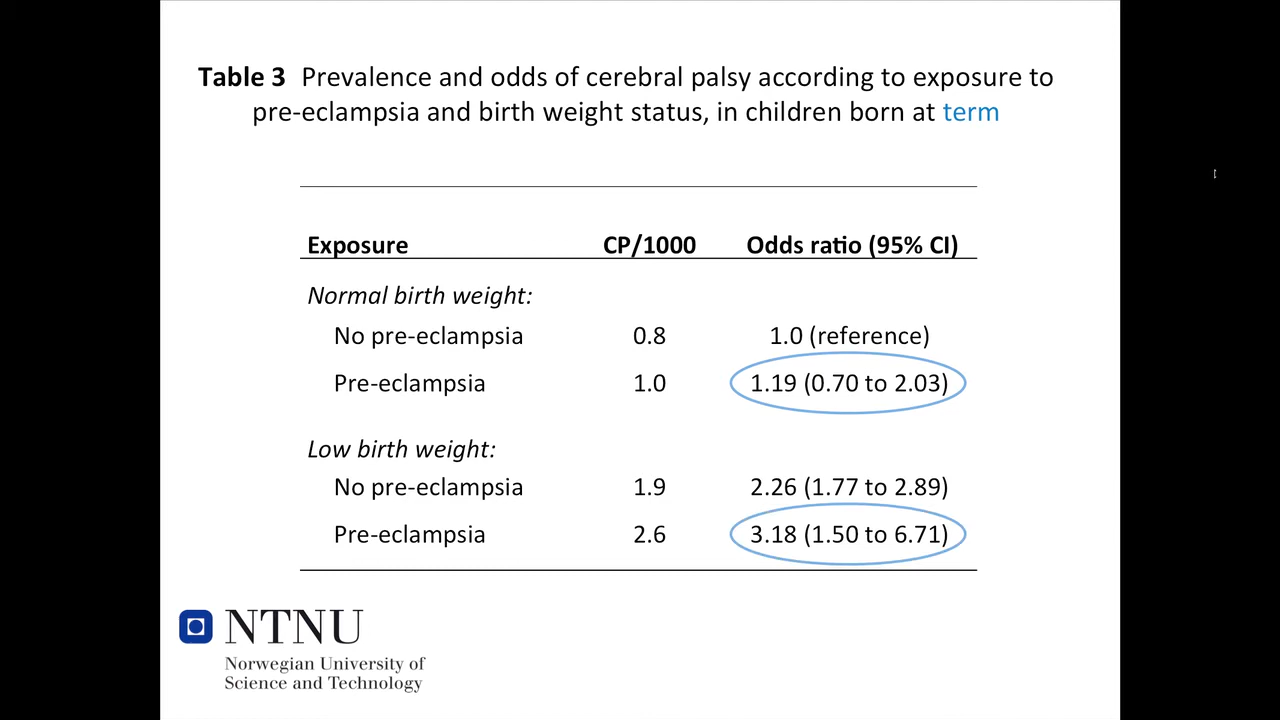 Table 3 Prevalence and odds of cerebral palsy according to exposure to
pre-eclampsia and birth weight status, in children born at term
Exposure CP/1000 Odds ratio (95% CI)
Normal birth weight:
No pre-eclampsia 0.8 1.0 (reference)
Pre-eclampsia 1.0 1.19 (0.70 to 2.03)
Low birth weight:
No pre-eclampsia 1.9 2.26 (1.77 to 2.89)
Pre-eclampsia 2.6 3.18 (1.50 to 6.71)
NTNU
Norwegian University of
Science and Technology